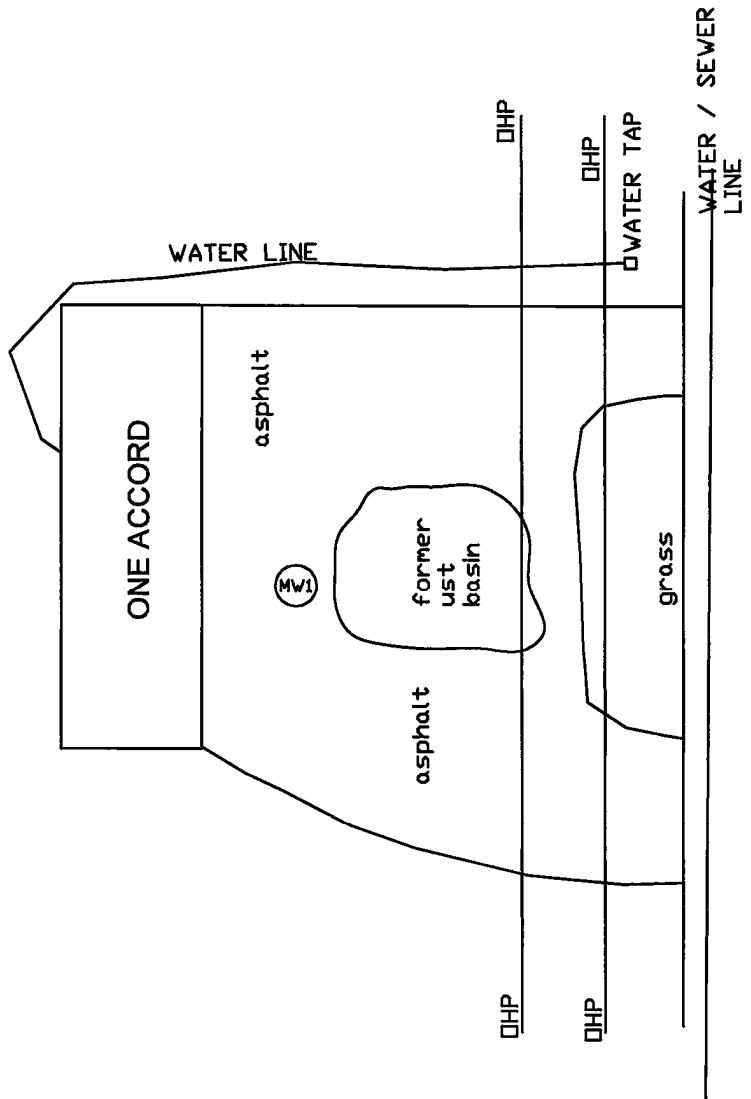 ONE ACCORD
WATER LINE
asphalt
MW1
asphalt
former
ust
basin
OHP
OHP
OHP
OHP
WATER TAP
grass
WATER / SEWER
LINE